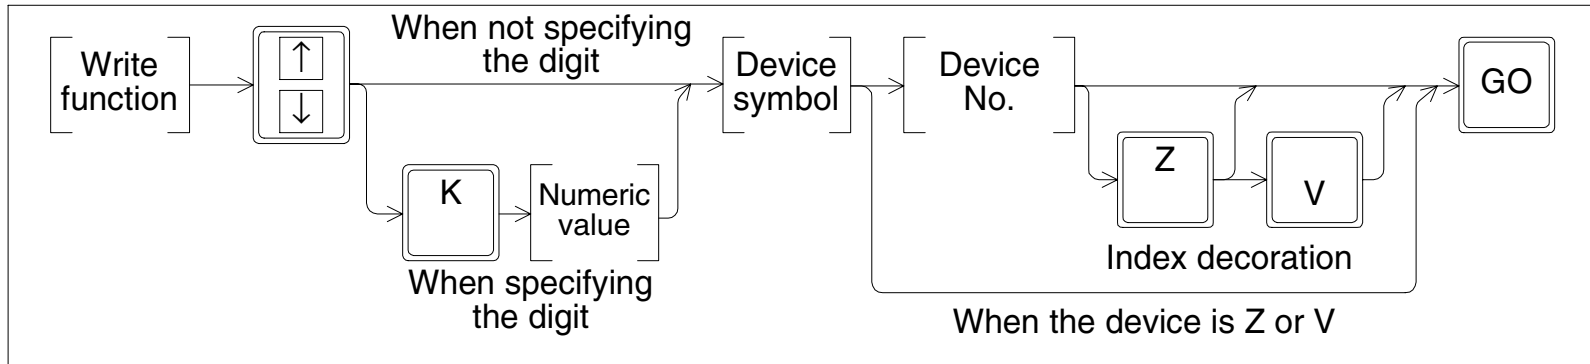 When not specifying
the digit
Write
function
↑
↓
Device
symbol
Device
No.
GO
K
Numeric
value
Z
V
When specifying
the digit
Index decoration
When the device is Z or V